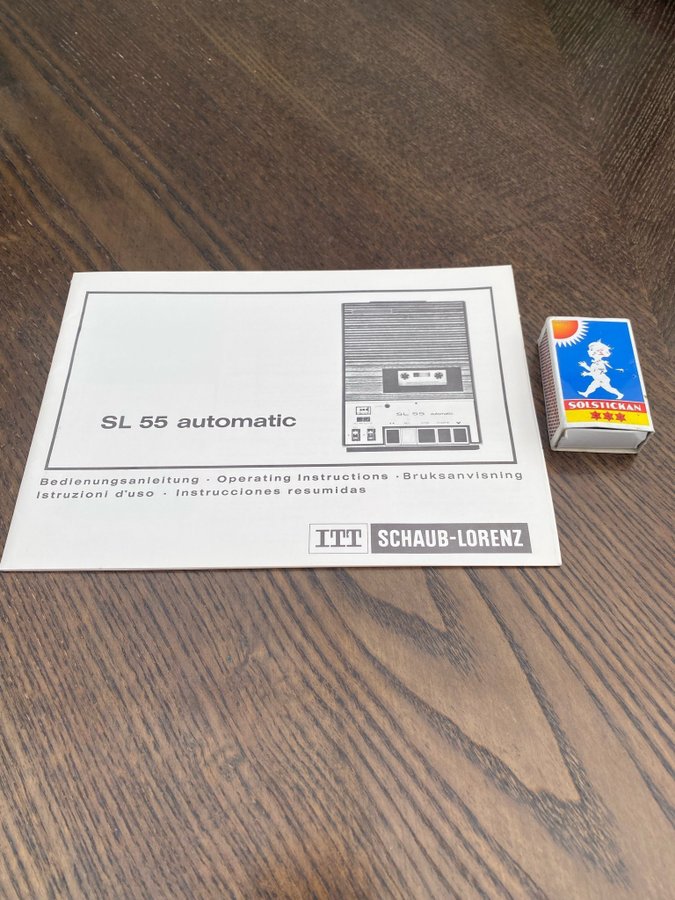 SL 55 automatic
SL 55 automatic
Bedienungsanleitung · Operating Instructions · Bruksanvisning
Istruzioni d'uso · Instrucciones resumidas
ITT SCHAUB-LORENZ
SOLSTICKAN